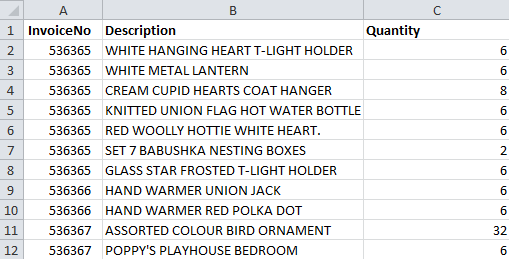 A B C
1 InvoiceNo Description Quantity
2 536365 WHITE HANGING HEART T-LIGHT HOLDER 6
3 536365 WHITE METAL LANTERN 6
4 536365 CREAM CUPID HEARTS COAT HANGER 8
5 536365 KNITTED UNION FLAG HOT WATER BOTTLE 6
6 536365 RED WOOLLY HOTTIE WHITE HEART. 6
7 536365 SET 7 BABUSHKA NESTING BOXES 2
8 536365 GLASS STAR FROSTED T-LIGHT HOLDER 6
9 536366 HAND WARMER UNION JACK 6
10 536366 HAND WARMER RED POLKA DOT 6
11 536367 ASSORTED COLOUR BIRD ORNAMENT 32
12 536367 POPPY'S PLAYHOUSE BEDROOM 6